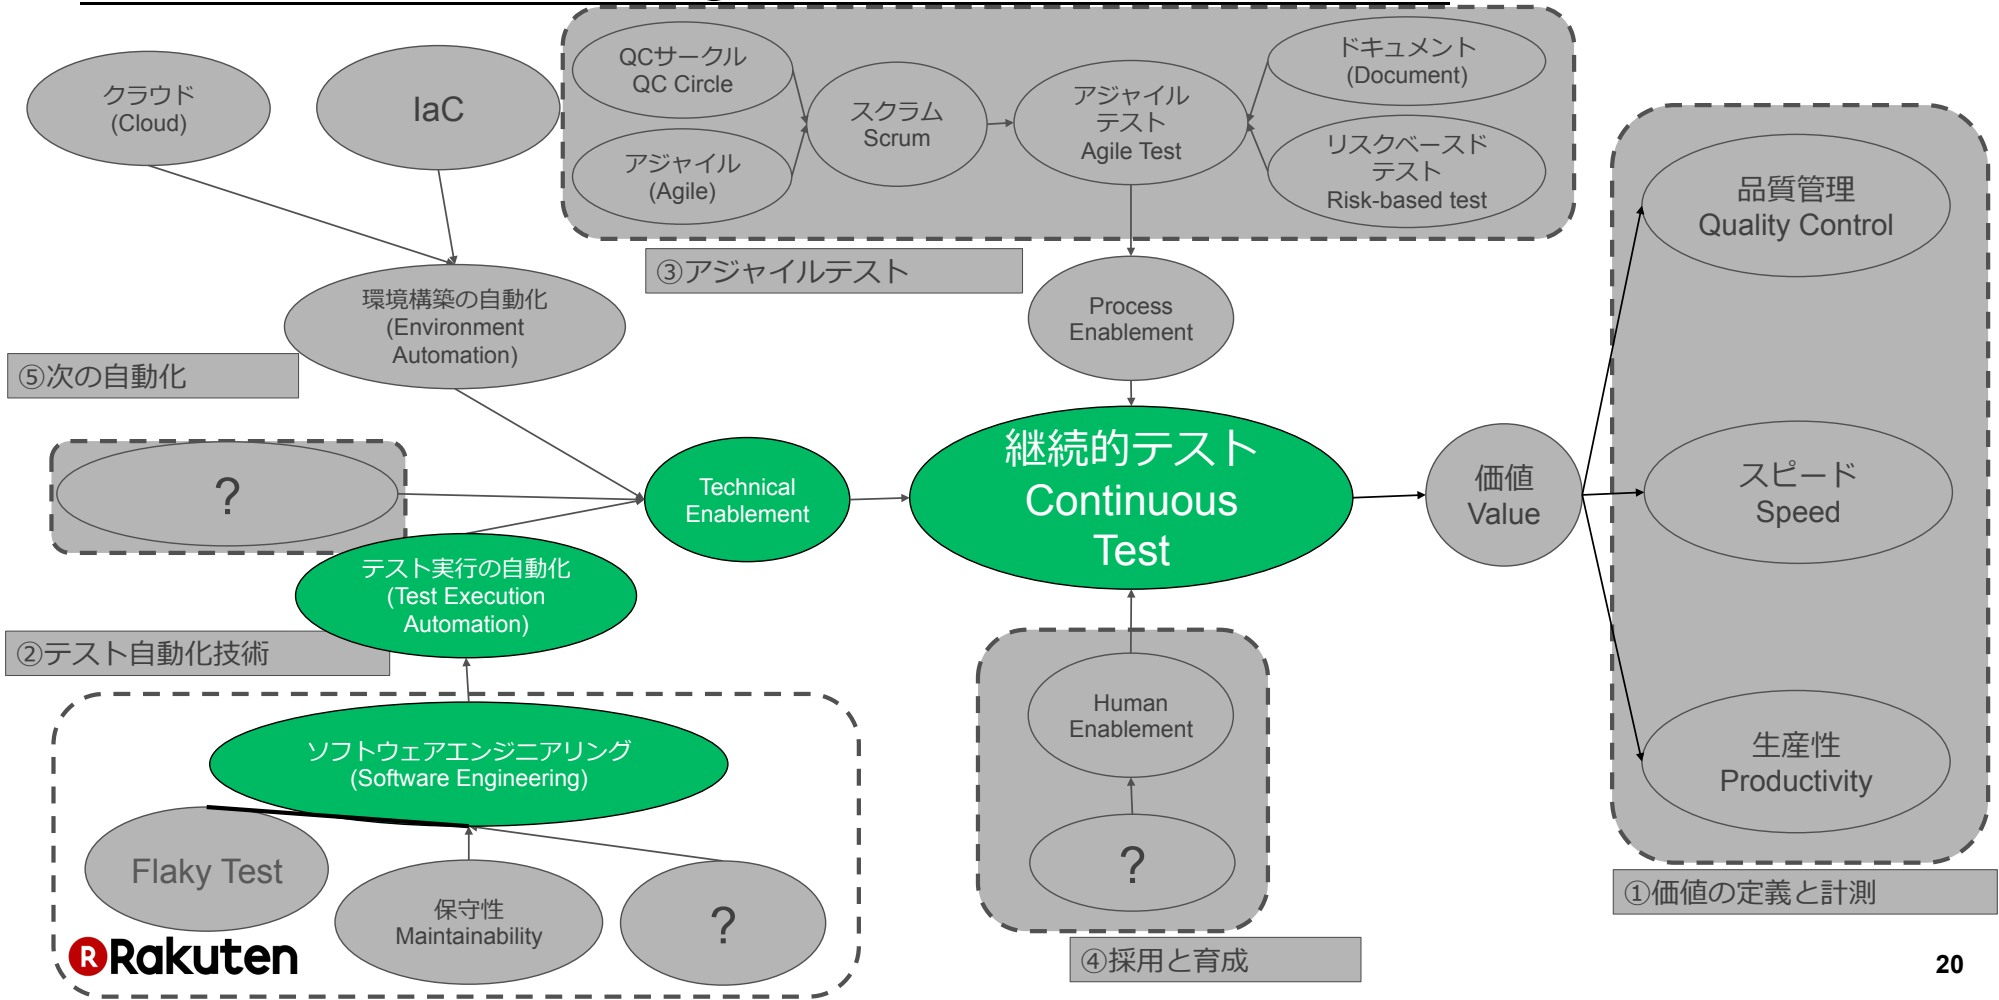 クラウド
(Cloud)
IaC
QCサークル
QC Circle
アジャイル
(Agile)
スクラム
Scrum
アジャイル
テスト
Agile Test
ドキュメント
(Document)
リスクベースド
テスト
Risk-based test
③アジャイルテスト
Process
Enablement
環境構築の自動化
(Environment
Automation)
⑤次の自動化
?
Technical
Enablement
継続的テスト
Continuous
Test
価値
Value
品質管理
Quality Control
スピード
Speed
生産性
Productivity
①価値の定義と計測
テスト実行の自動化
(Test Execution
Automation)
②テスト自動化技術
ソフトウェアエンジニアリング
(Software Engineering)
Flaky Test
保守性
Maintainability
?
Human
Enablement
?
④採用と育成
R Rakuten
20